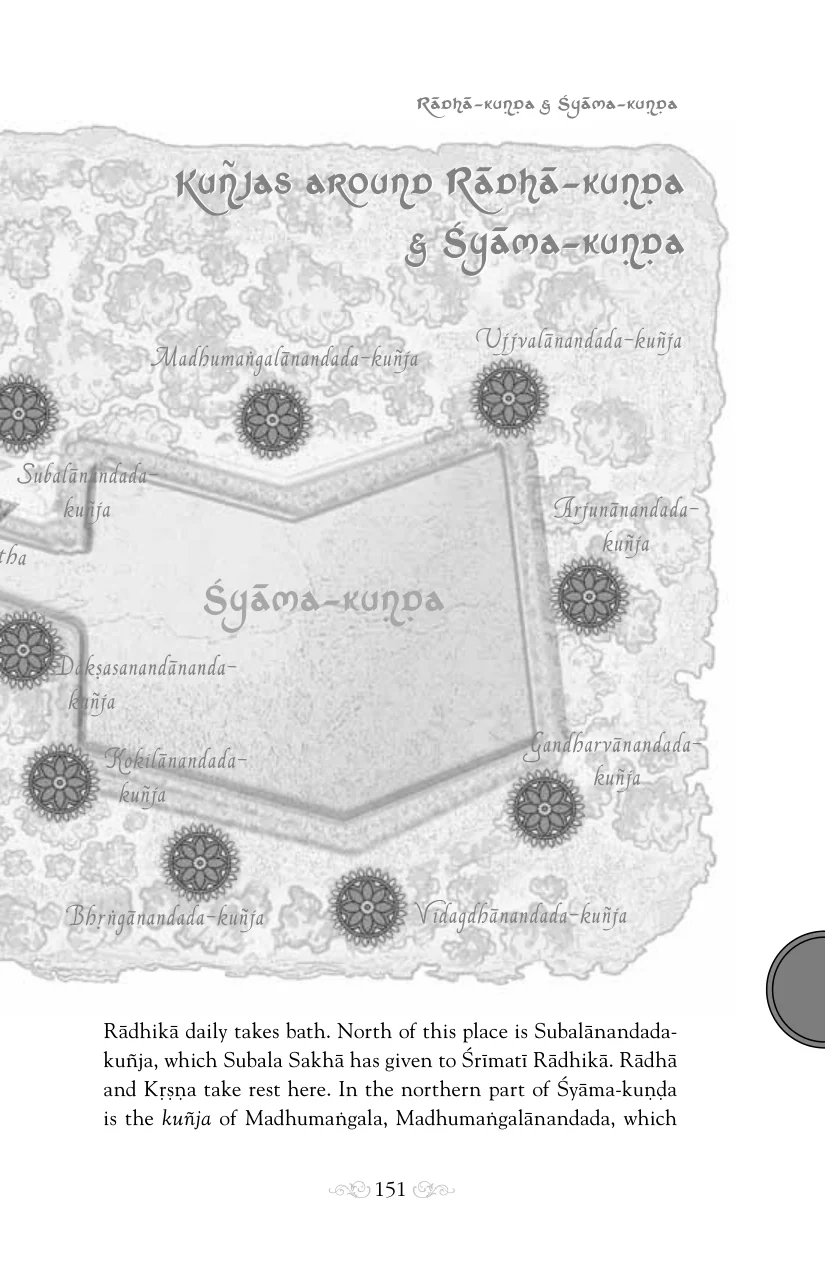 Rādhā-kuṇḍa & Śyāma-kuṇḍa
Kuñjas around Rādhā-kuṇḍa
& Śyāma-kuṇḍa
Ujjvalānandada-kuñja
Madhumaṅgalānandada-kuñja
Subalānandada-
kuñja
Arjunānandada-
kuñja
tha
Śyāma-kuṇḍa
Dakṣasanandānanda-
kuñja
Gandharvānandada-
kuñja
Kokilānandada-
kuñja
Bhṛṅgānandada-kuñja
Vidagdhānandada-kuñja
Rādhikā daily takes bath. North of this place is Subalānandada-
kuñja, which Subala Sakhā has given to Śrīmatī Rādhikā. Rādhā
and Kṛṣṇa take rest here. In the northern part of Śyāma-kuṇḍa
is the kuñja of Madhumaṅgala, Madhumaṅgalānandada, which
151